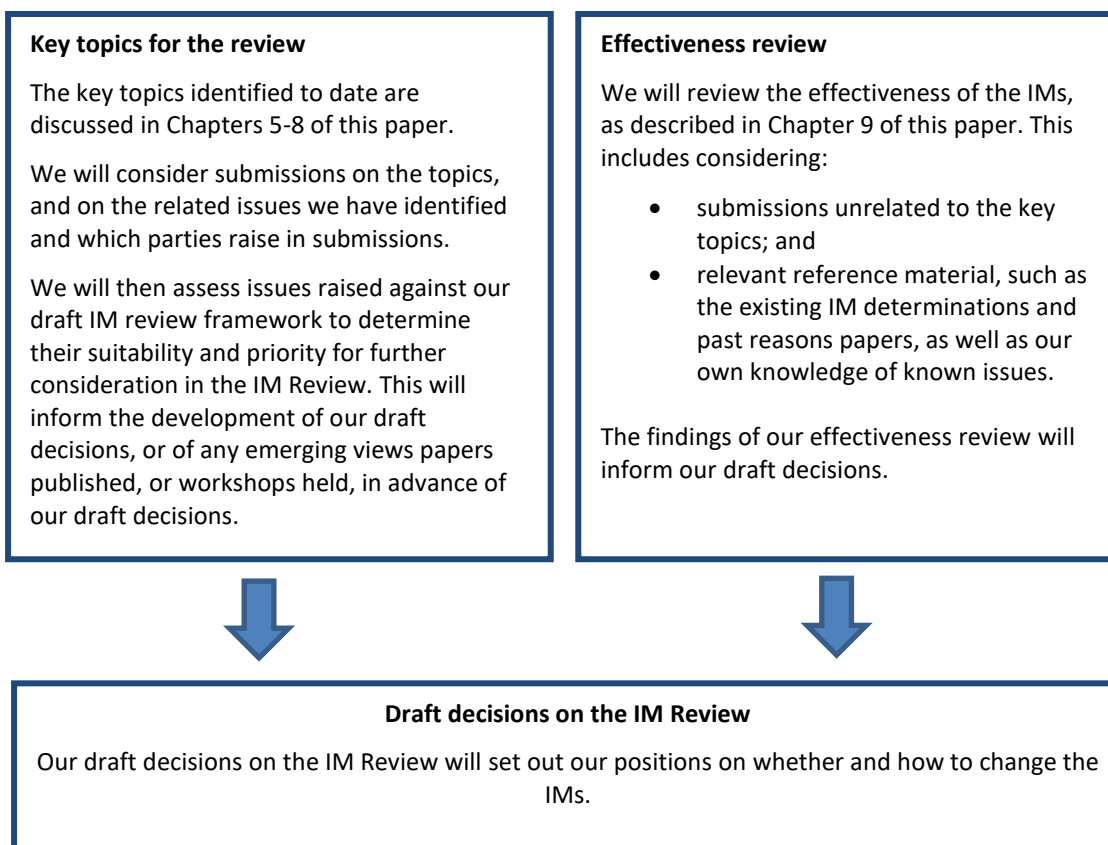 Key topics for the review
The key topics identified to date are
discussed in Chapters 5-8 of this paper.
We will consider submissions on the topics,
and on the related issues we have identified
and which parties raise in submissions.
We will then assess issues raised against our
draft IM review framework to determine
their suitability and priority for further
consideration in the IM Review. This will
inform the development of our draft
decisions, or of any emerging views papers
published, or workshops held, in advance of
our draft decisions.
Effectiveness review
We will review the effectiveness of the IMs,
as described in Chapter 9 of this paper. This
includes considering:
• submissions unrelated to the key
topics; and
• relevant reference material, such as
the existing IM determinations and
past reasons papers, as well as our
own knowledge of known issues.
The findings of our effectiveness review will
inform our draft decisions.
Draft decisions on the IM Review
Our draft decisions on the IM Review will set out our positions on whether and how to change the
IMs.